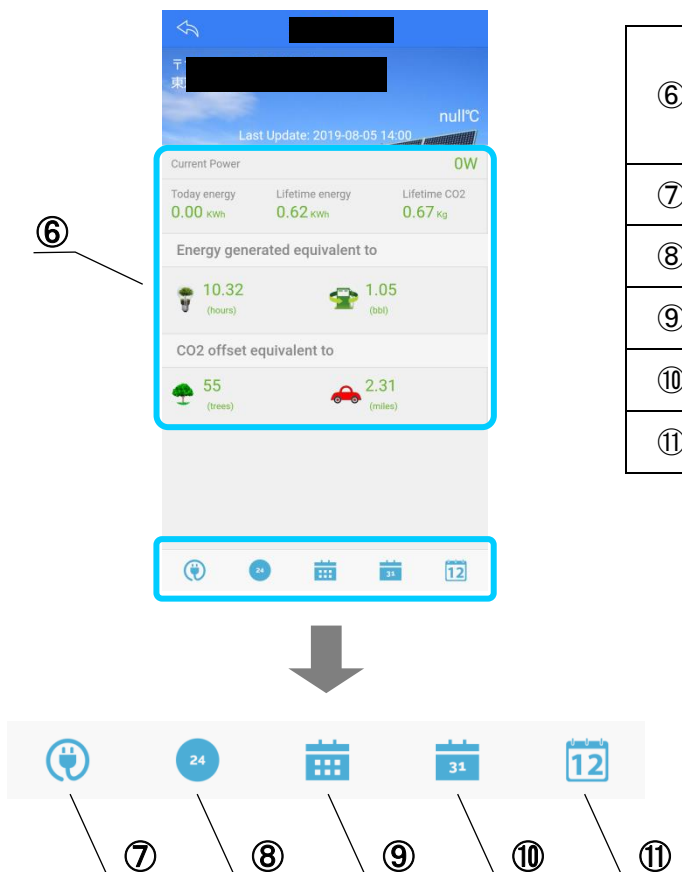 〒
東
null℃
Last Update: 2019-08-05 14:00
Current Power 0W
Today energy Lifetime energy Lifetime CO2
0.00 KWh 0.62 KWh 0.67 Kg
⑥
Energy generated equivalent to
10.32 1.05
(hours) (bbl)
CO2 offset equivalent to
55 2.31
(trees) (miles)
24 31 12
24 31 12
⑦ ⑧ ⑨ ⑩ ⑪
⑥
⑦
⑧
⑨
⑩
⑪